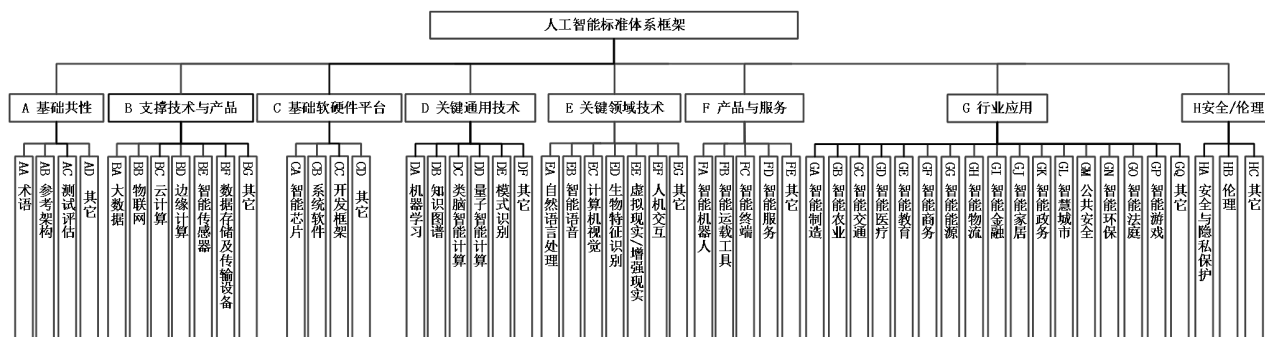 人工智能标准体系框架
A 基础共性
B 支撑技术与产品
C 基础软硬件平台
D 关键通用技术
E 关键领域技术
F 产品与服务
G 行业应用
H安全/伦理
AA 术语
AB 参考架构
AC 测试评估
AD 其它
BA 大数据
BB 物联网
BC 云计算
BD 边缘计算
BE 智能传感器
BF 数据存储及传输设备
BG 其它
CA 智能芯片
CB 系统软件
CC 开发框架
CD 其它
DA 机器学习
DB 知识图谱
DC 类脑智能计算
DD 量子智能计算
DE 模式识别
DF 其它
EA 自然语言处理
EB 智能语音
EC 计算机视觉
ED 生物特征识别
EE 虚拟现实/增强现实
EF 人机交互
EG 其它
FA 智能机器人
FB 智能运载工具
FC 智能终端
FD 智能服务
FE 其它
GA 智能制造
GB 智能农业
GC 智能交通
GD 智能医疗
GE 智能教育
GF 智能商务
GG 智能能源
GH 智能物流
GI 智能金融
GJ 智能家居
GK 智能政务
GL 智慧城市
GM 公共安全
GN 智能环保
GO 智能法庭
GP 智能游戏
GQ 其它
HA 安全与隐私保护
HB 伦理
HC 其它